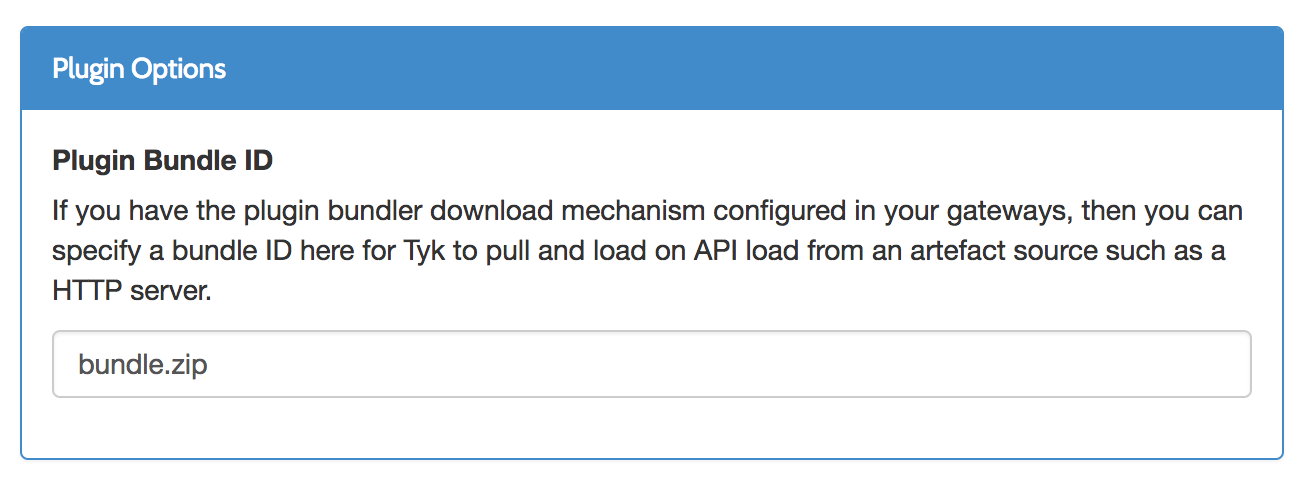 Plugin Options
Plugin Bundle ID
If you have the plugin bundler download mechanism configured in your gateways, then you can
specify a bundle ID here for Tyk to pull and load on API load from an artefact source such as a
HTTP server.
bundle.zip